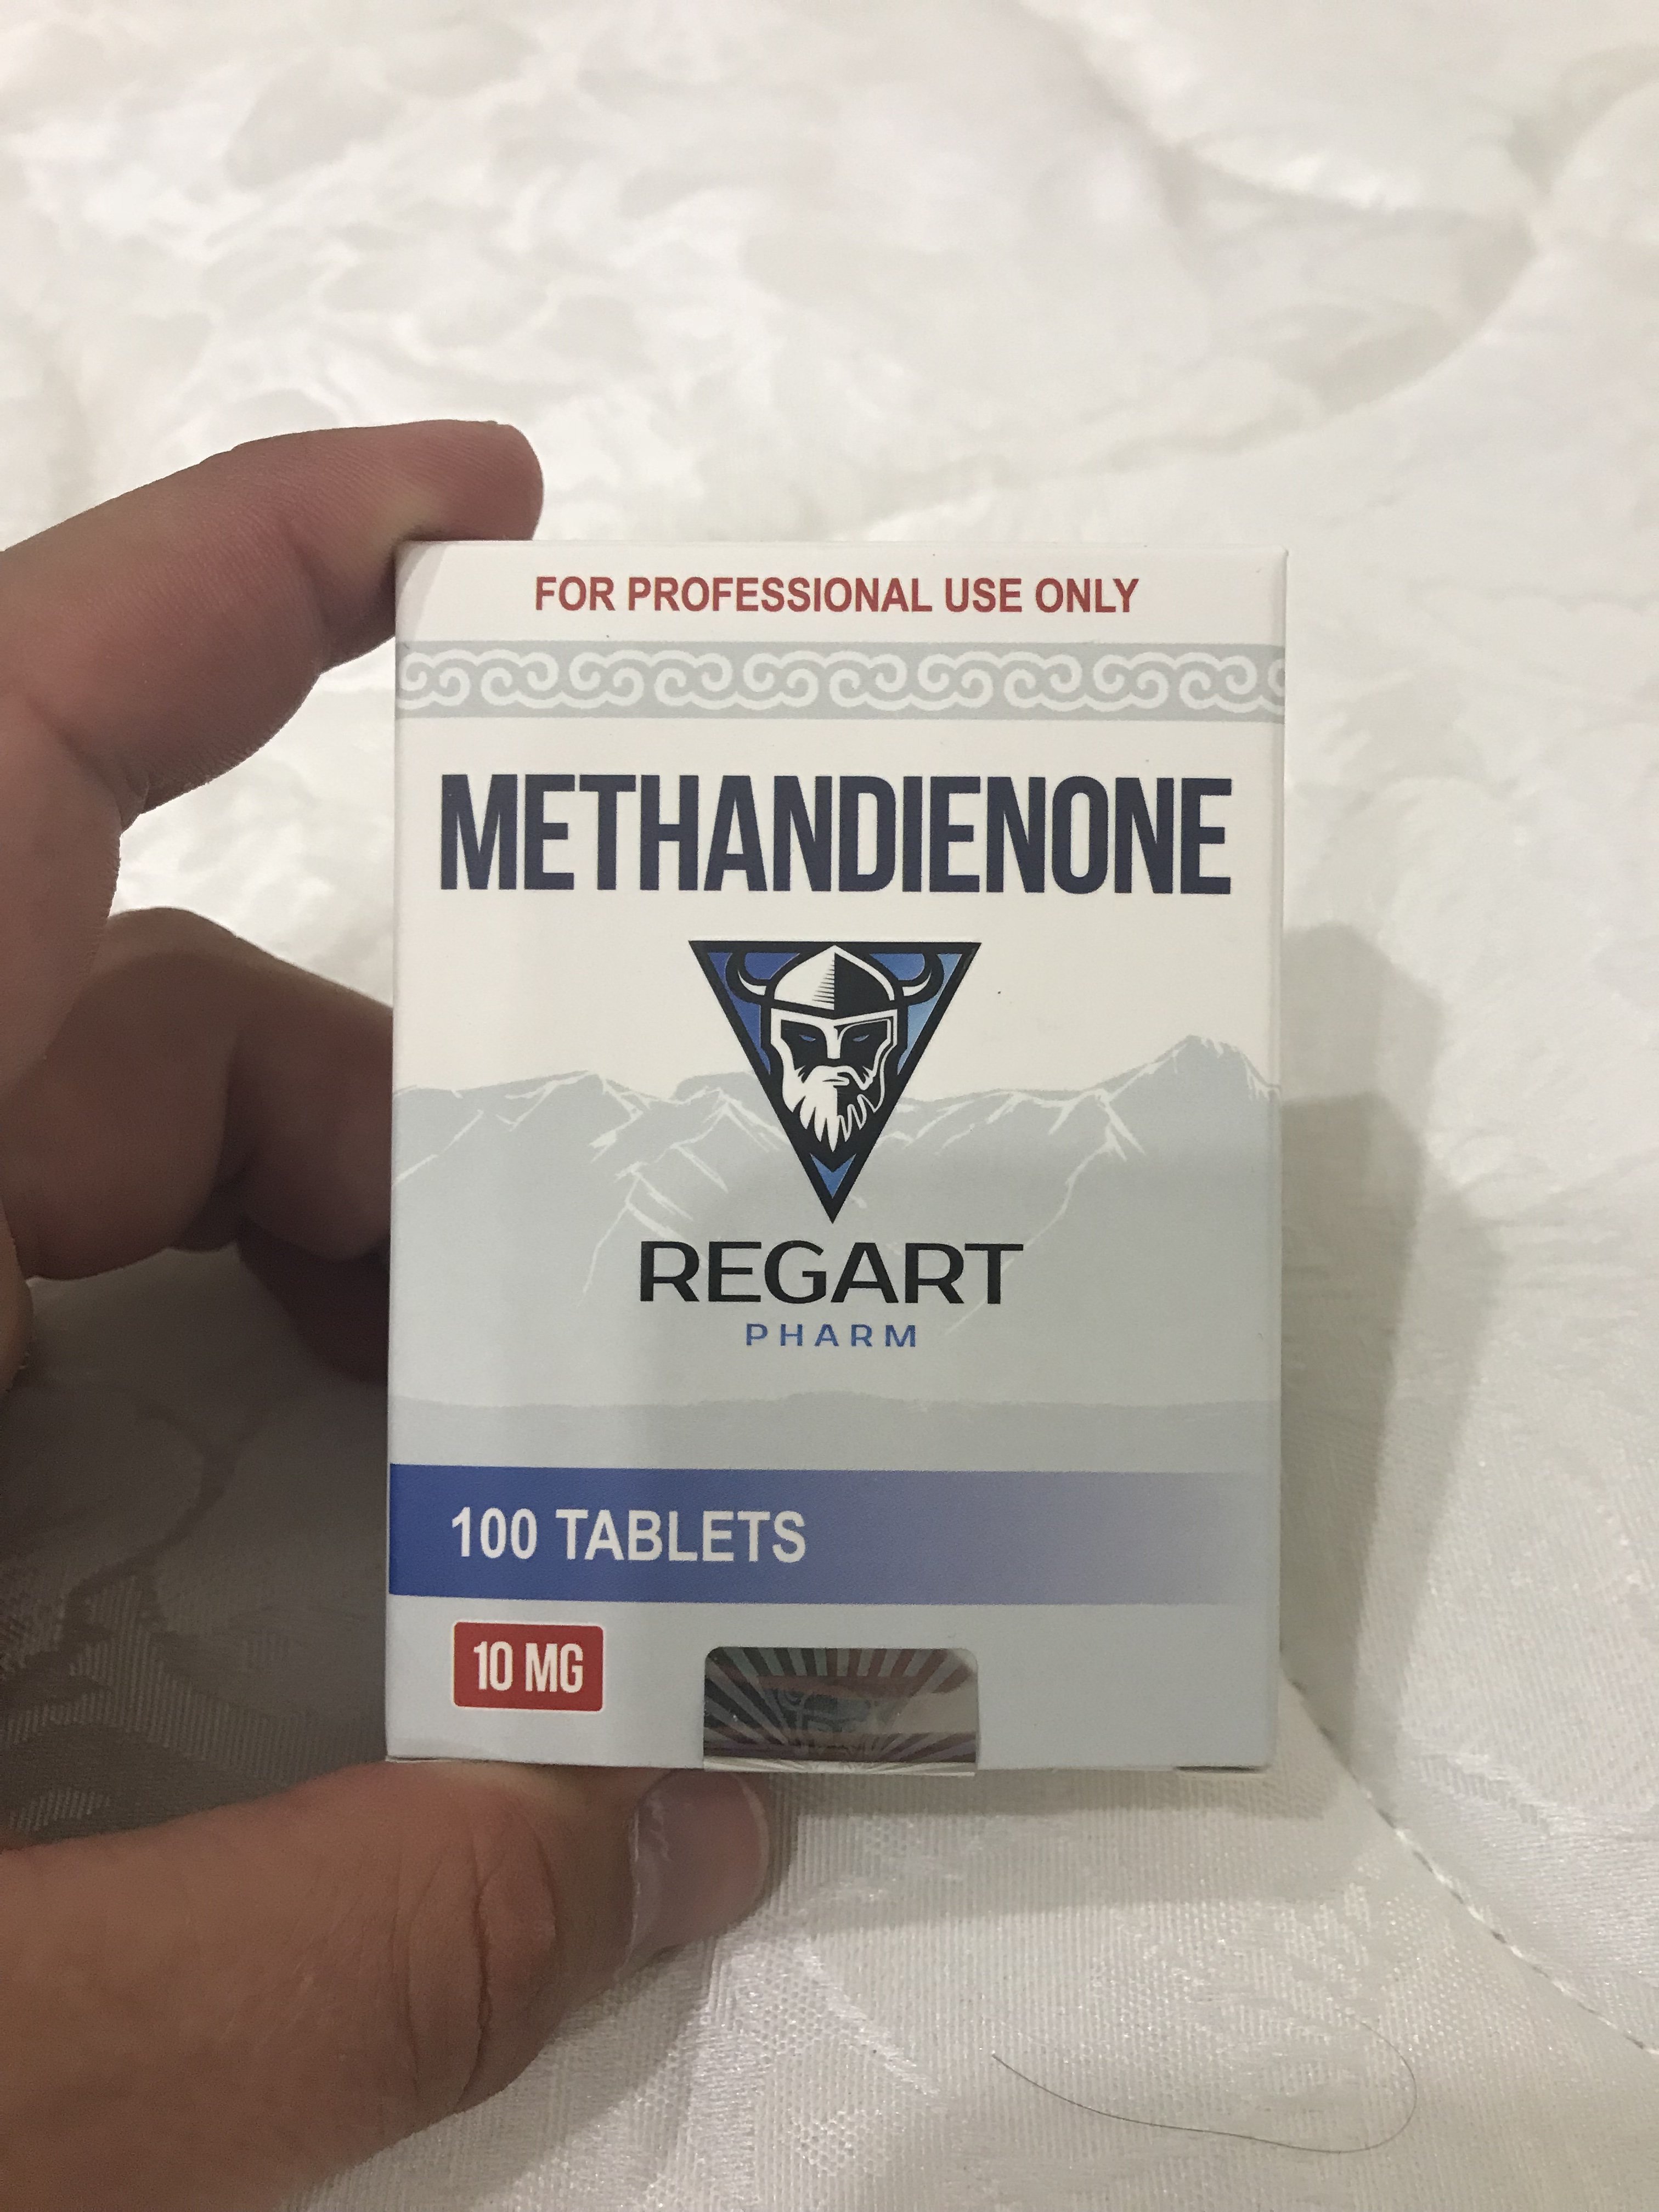 FOR PROFESSIONAL USE ONLY
METHANDIENONE
REGART
PHARM
100 TABLETS
10 MG